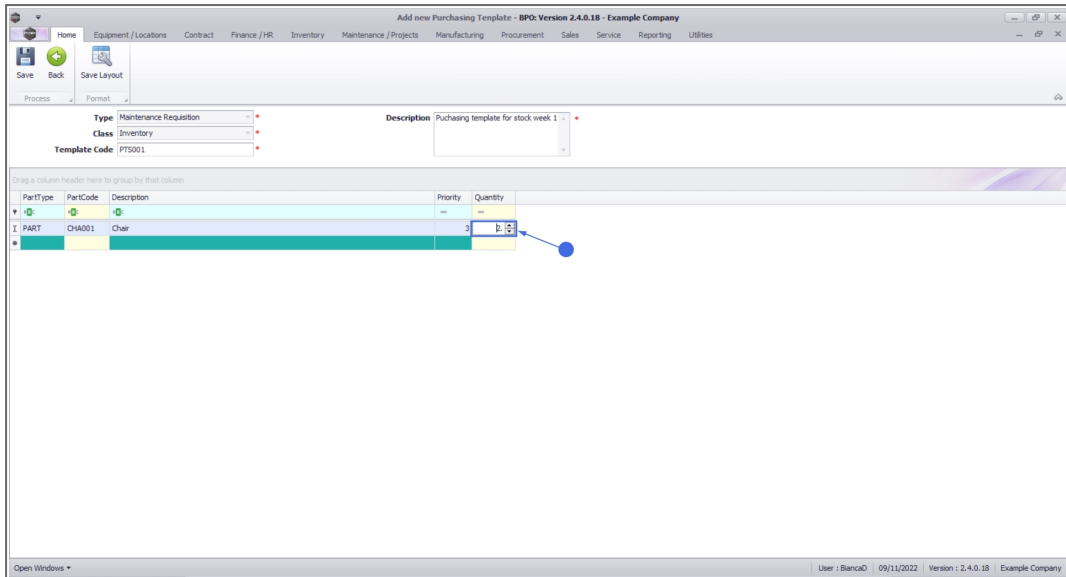 Add new Purchasing Template - BPO: Version 2.4.0.18 - Example Company
Home Equipment / Locations Contract Finance / HR Inventory Maintenance / Projects Manufacturing Procurement Sales Service Reporting Utilities
Save Back Save Layout
Process Format
Type Maintenance Requisition * Description Puchasing template for stock week 1 *
Class Inventory *
Template Code PTS001 *
Drag a column header here to group by that column
PartType PartCode Description Priority Quantity
PART CHA001 Chair 3 2.
Open Windows User : BiancaD 09/11/2022 Version : 2.4.0.18 Example Company